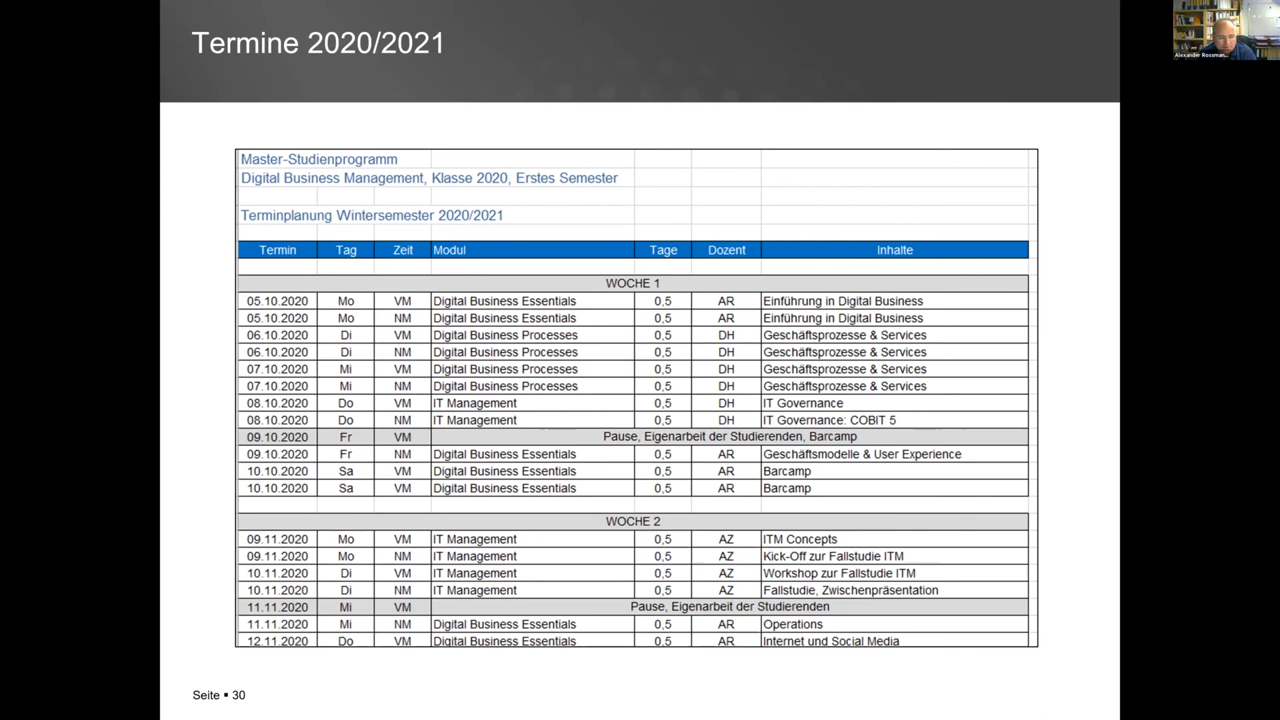 Termine 2020/2021
Alexander Rossman...
Master-Studienprogramm
Digital Business Management, Klasse 2020, Erstes Semester
Terminplanung Wintersemester 2020/2021
Termin Tag Zeit Modul Tage Dozent Inhalte
WOCHE 1
05.10.2020 Mo VM Digital Business Essentials 0,5 AR Einführung in Digital Business
05.10.2020 Mo NM Digital Business Essentials 0,5 AR Einführung in Digital Business
06.10.2020 Di VM Digital Business Processes 0,5 DH Geschäftsprozesse & Services
06.10.2020 Di NM Digital Business Processes 0,5 DH Geschäftsprozesse & Services
07.10.2020 Mi VM Digital Business Processes 0,5 DH Geschäftsprozesse & Services
07.10.2020 Mi NM Digital Business Processes 0,5 DH Geschäftsprozesse & Services
08.10.2020 Do VM IT Management 0,5 DH IT Governance
08.10.2020 Do NM IT Management 0,5 DH IT Governance: COBIT 5
09.10.2020 Fr VM Pause, Eigenarbeit der Studierenden, Barcamp
09.10.2020 Fr NM Digital Business Essentials 0,5 AR Geschäftsmodelle & User Experience
10.10.2020 Sa VM Digital Business Essentials 0,5 AR Barcamp
10.10.2020 Sa NM Digital Business Essentials 0,5 AR Barcamp
WOCHE 2
09.11.2020 Mo VM IT Management 0,5 AZ ITM Concepts
09.11.2020 Mo NM IT Management 0,5 AZ Kick-Off zur Fallstudie ITM
10.11.2020 Di VM IT Management 0,5 AZ Workshop zur Fallstudie ITM
10.11.2020 Di NM IT Management 0,5 AZ Fallstudie, Zwischenpräsentation
11.11.2020 Mi VM Pause, Eigenarbeit der Studierenden
11.11.2020 Mi NM Digital Business Essentials 0,5 AR Operations
12.11.2020 Do VM Digital Business Essentials 0,5 AR Internet und Social Media
Seite ▪ 30